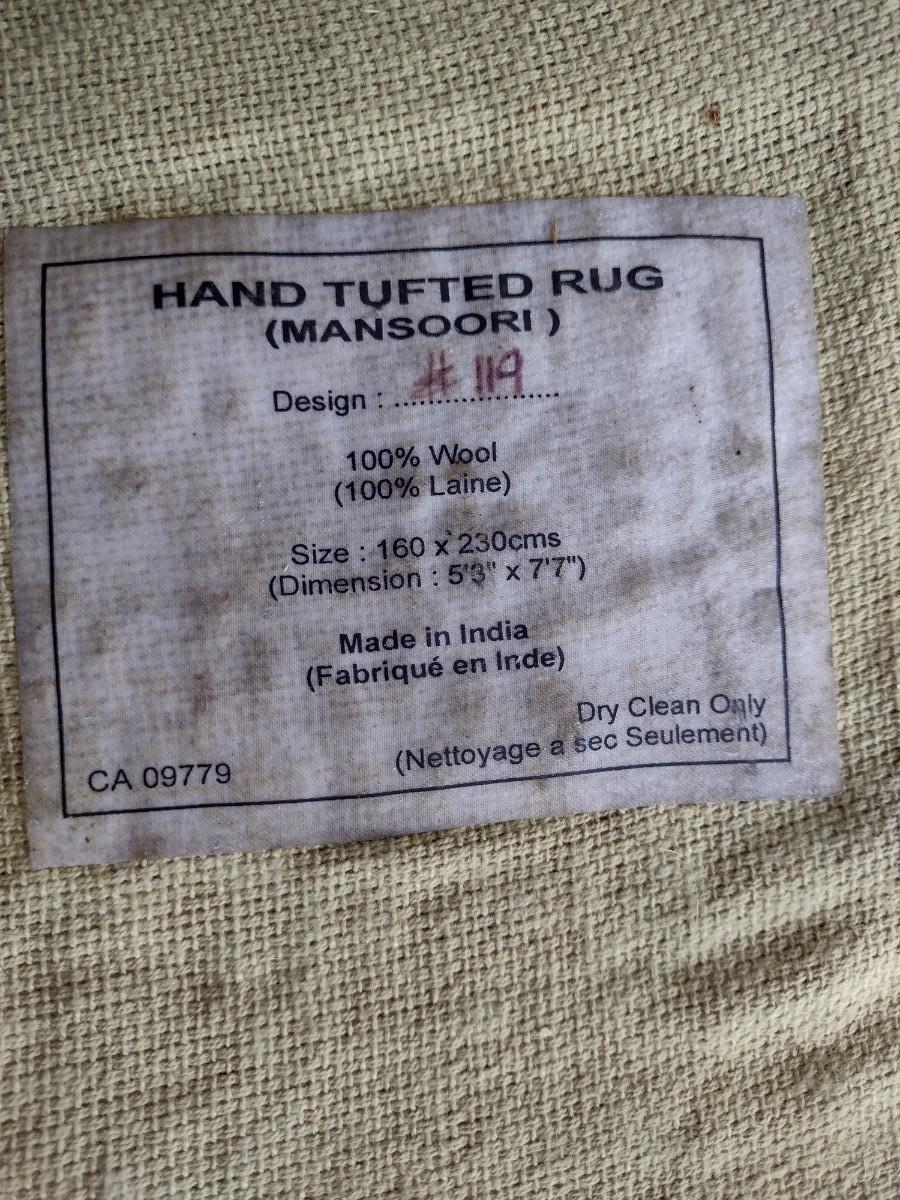 HAND TUFTED RUG
(MANSOORI )
Design : .................... # 119
100% Wool
(100% Laine)
Size : 160 x 230cms
(Dimension : 5'3" x 7'7")
Made in India
(Fabriqué en Inde)
Dry Clean Only
(Nettoyage a sec Seulement)
CA 09779